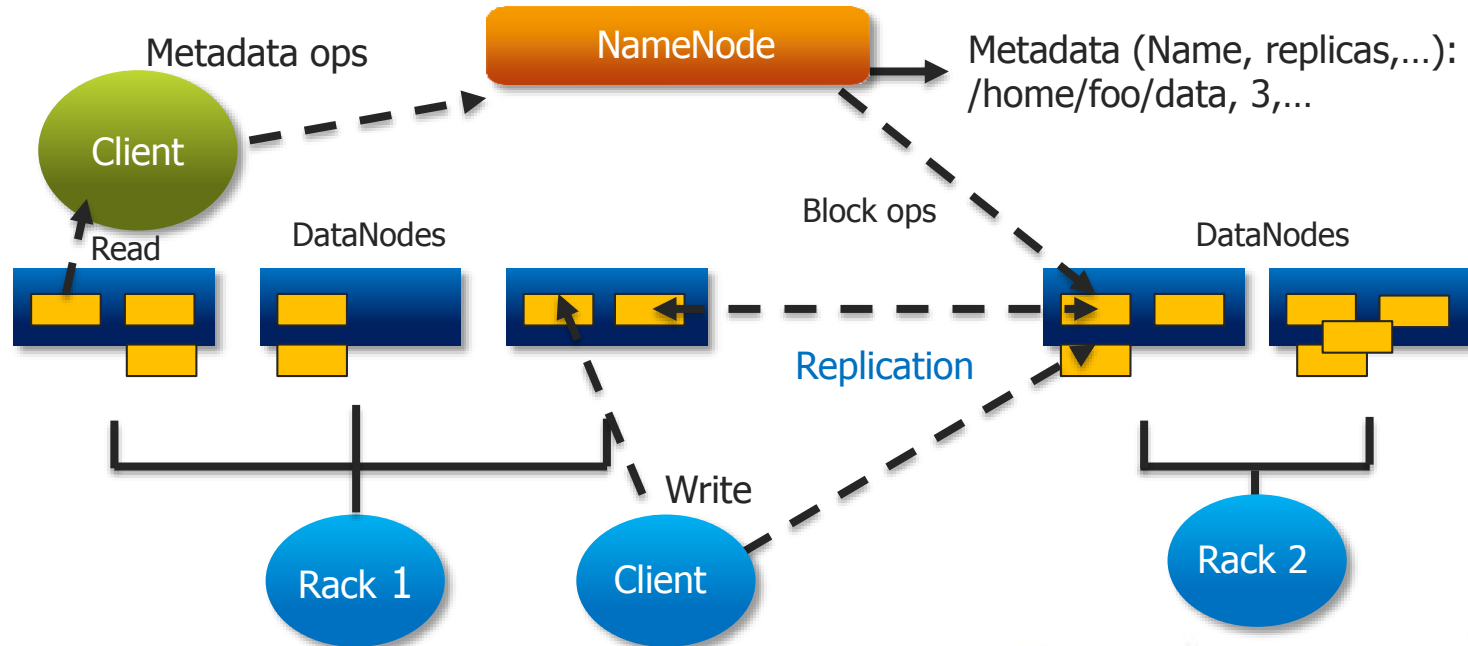 NameNode
Metadata ops
Metadata (Name, replicas,...):
/home/foo/data, 3,...
Client
Block ops
Read
DataNodes
DataNodes
Replication
Write
Rack 1
Client
Rack 2